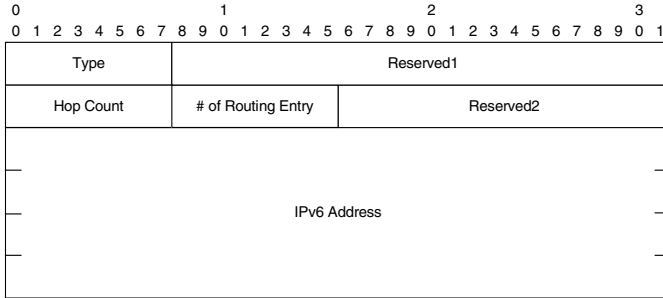 0 1 2 3
0 1 2 3 4 5 6 7 8 9 0 1 2 3 4 5 6 7 8 9 0 1 2 3 4 5 6 7 8 9 0 1
Type Reserved1
Hop Count # of Routing Entry Reserved2
IPv6 Address